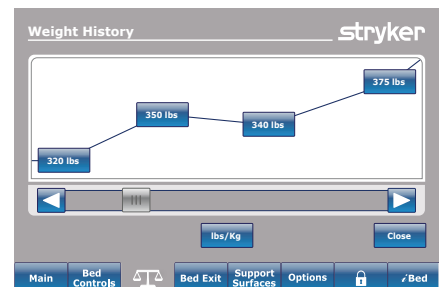 Weight History
stryker
375 lbs
350 lbs
340 lbs
320 lbs
lbs/Kg
Close
Main
Bed Controls
Bed Exit
Support Surfaces
Options
iBed